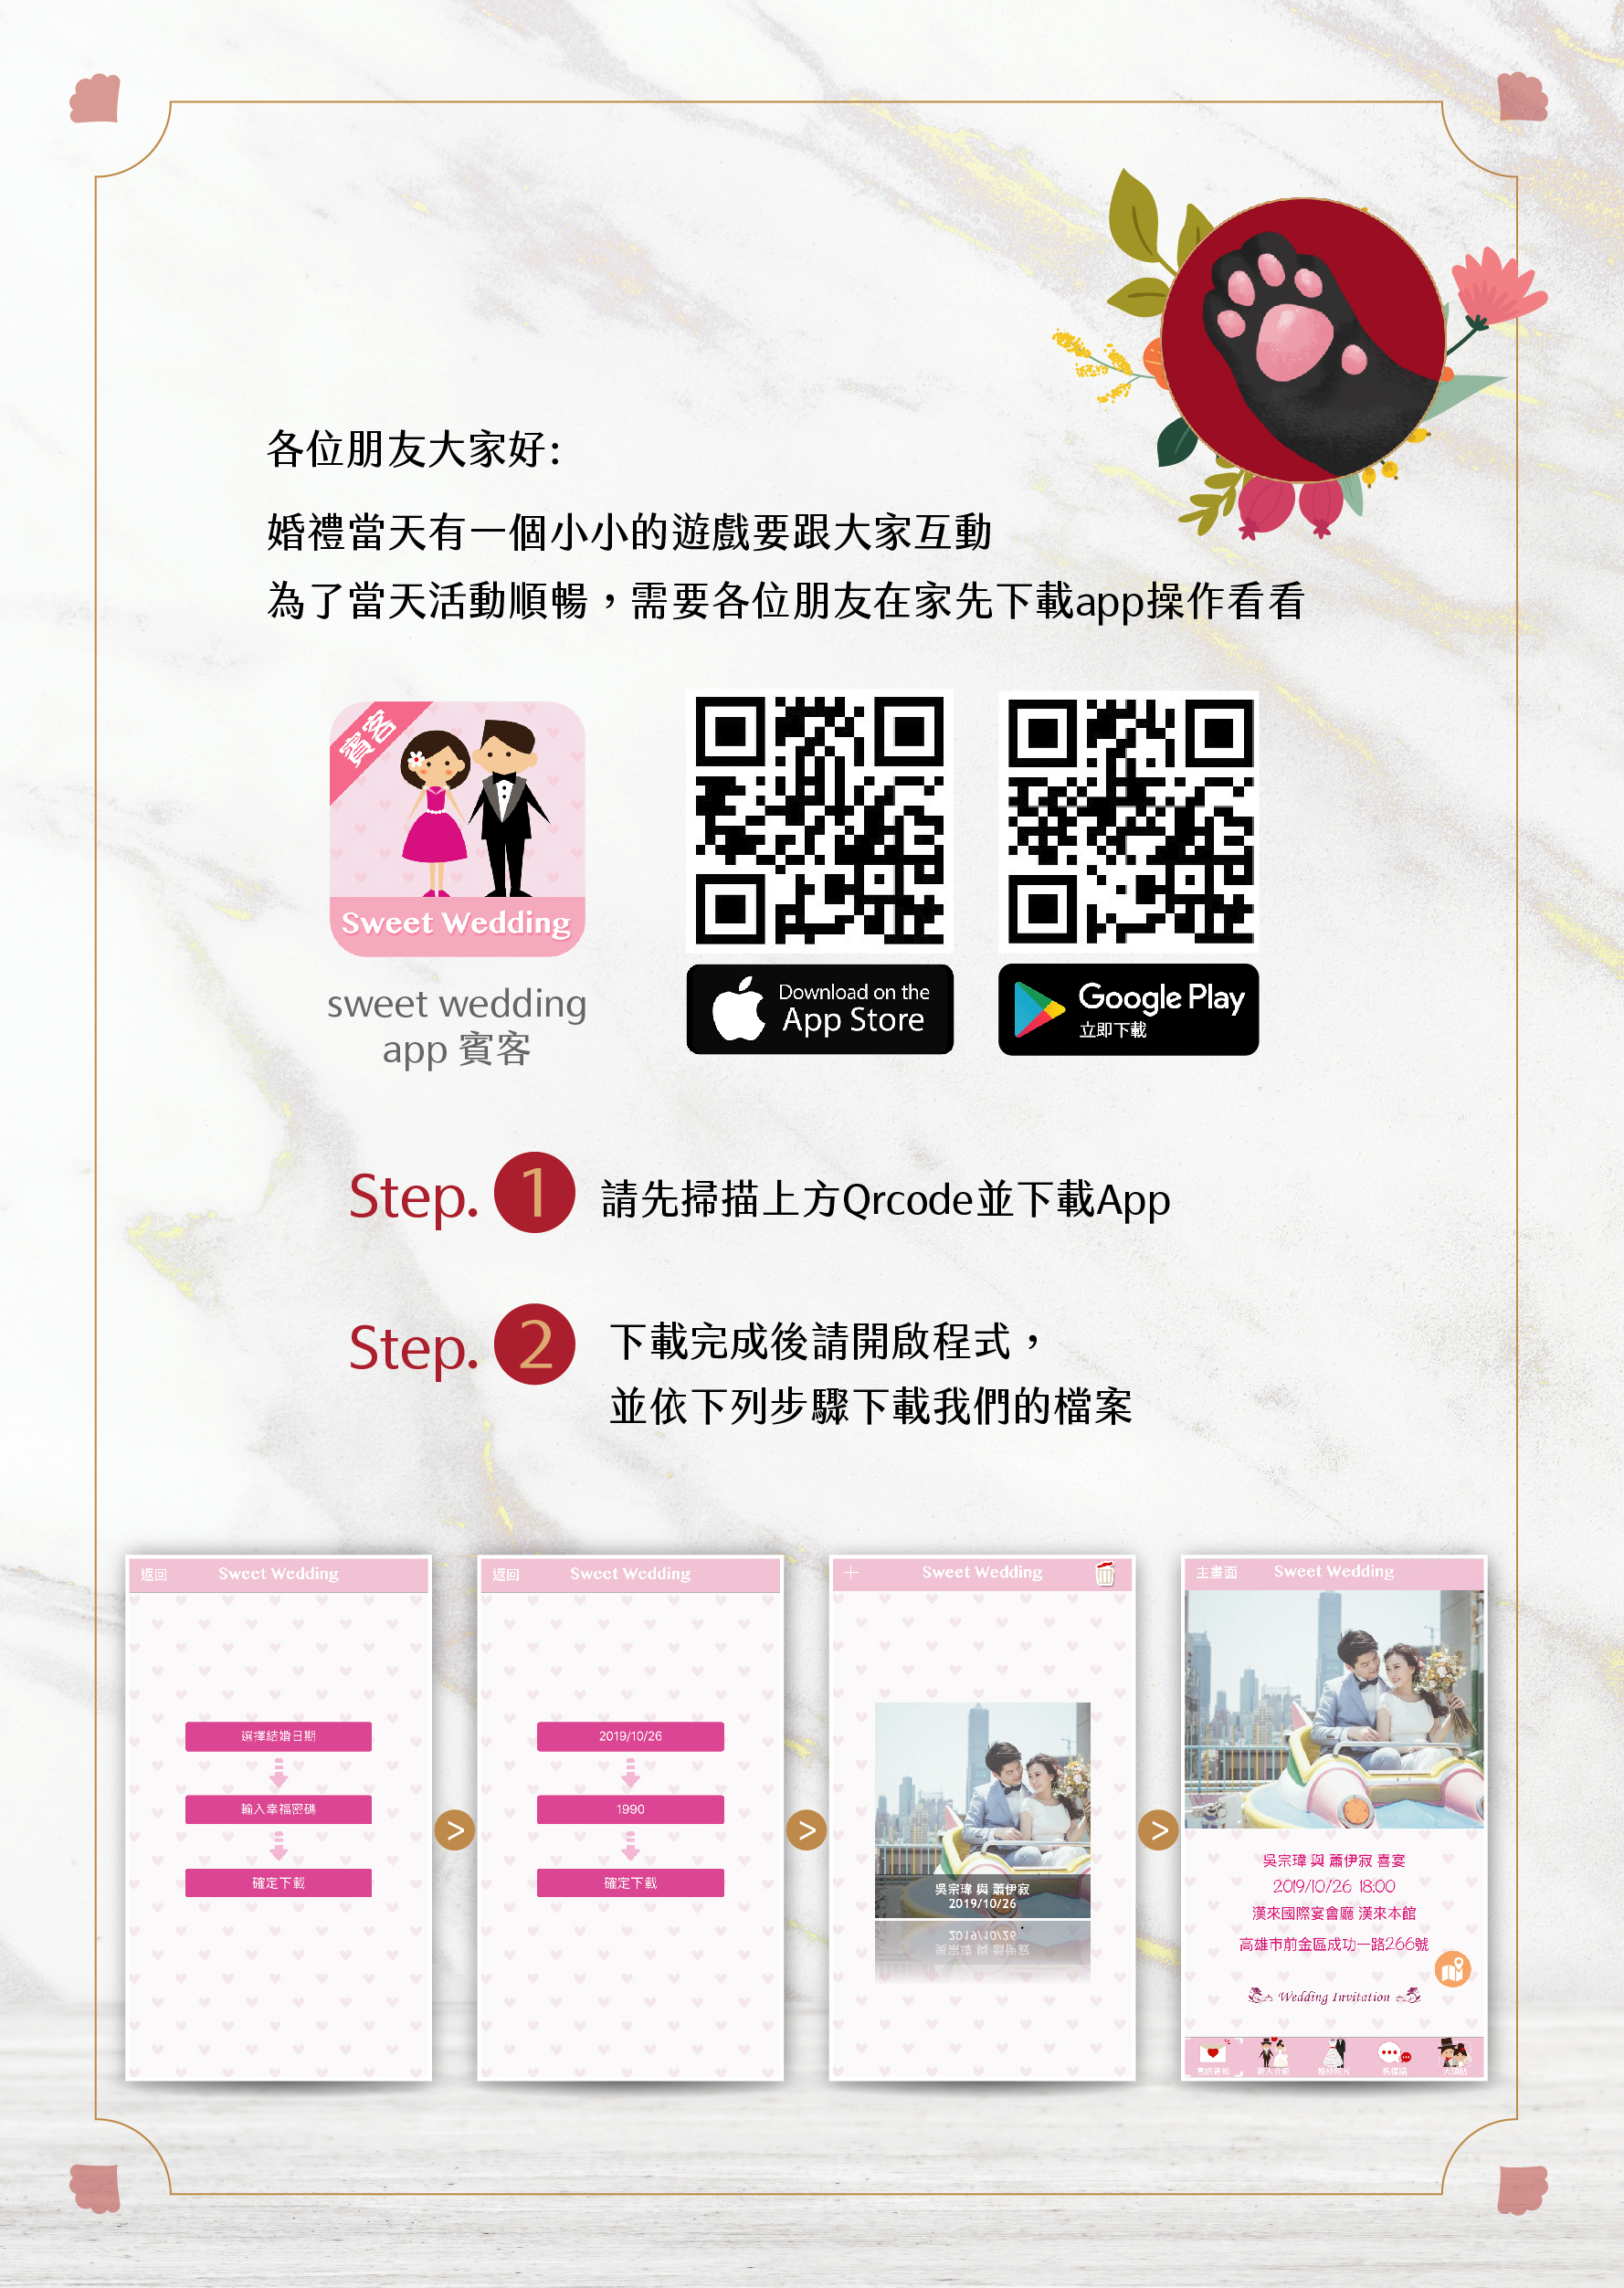 各位朋友大家好:
婚禮當天有一個小小的遊戲要跟大家互動
為了當天活動順暢，需要各位朋友在家先下載app操作看看
賓客
Sweet Wedding
sweet wedding
app 賓客
Download on the
App Store
Google Play
立即下載
Step. 1 請先掃描上方Qrcode並下載App
Step. 2 下載完成後請開啟程式，
並依下列步驟下載我們的檔案
返回 Sweet Wedding
選擇結婚日期
輸入幸福密碼
確定下載
>
返回 Sweet Wedding
2019/10/26
1990
確定下載
>
+ Sweet Wedding
吳宗瑋 與 蕭伊寂
2019/10/26
>
主畫面 Sweet Wedding
吳宗瑋 與 蕭伊寂 喜宴
2019/10/26 18:00
漢來國際宴會廳 漢來本館
高雄市前金區成功一路266號
Wedding Invitation